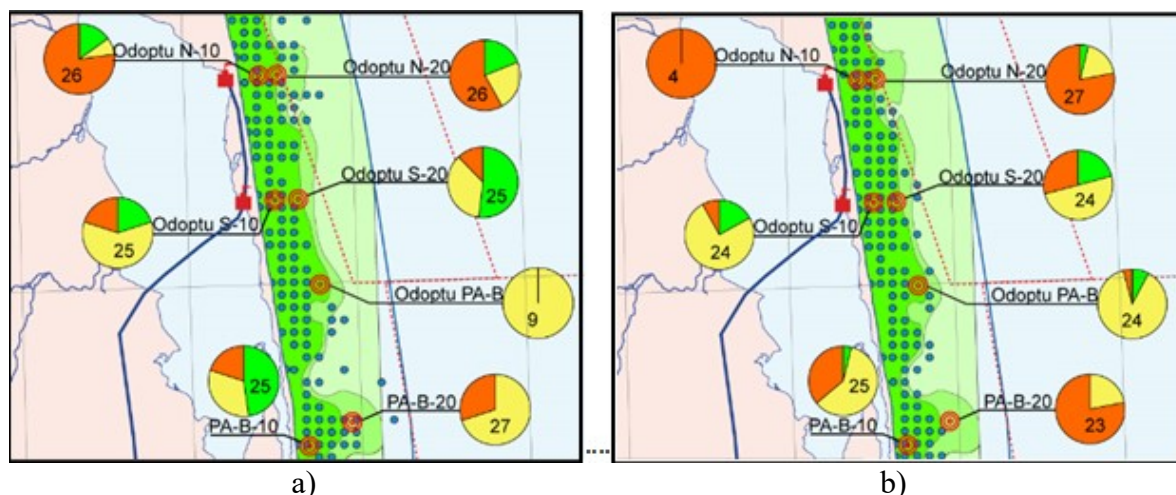 Odoptu N-10
26
Odoptu N-20
26
Odoptu S-20
25
Odoptu S-10
25
Odoptu PA-B
9
25
PA-B-20
27
PA-B-10
a)
Odoptu N-10
4
Odoptu N-20
27
Odoptu S-20
24
Odoptu S-10
24
Odoptu PA-B
24
25
PA-B-20
23
PA-B-10
b)